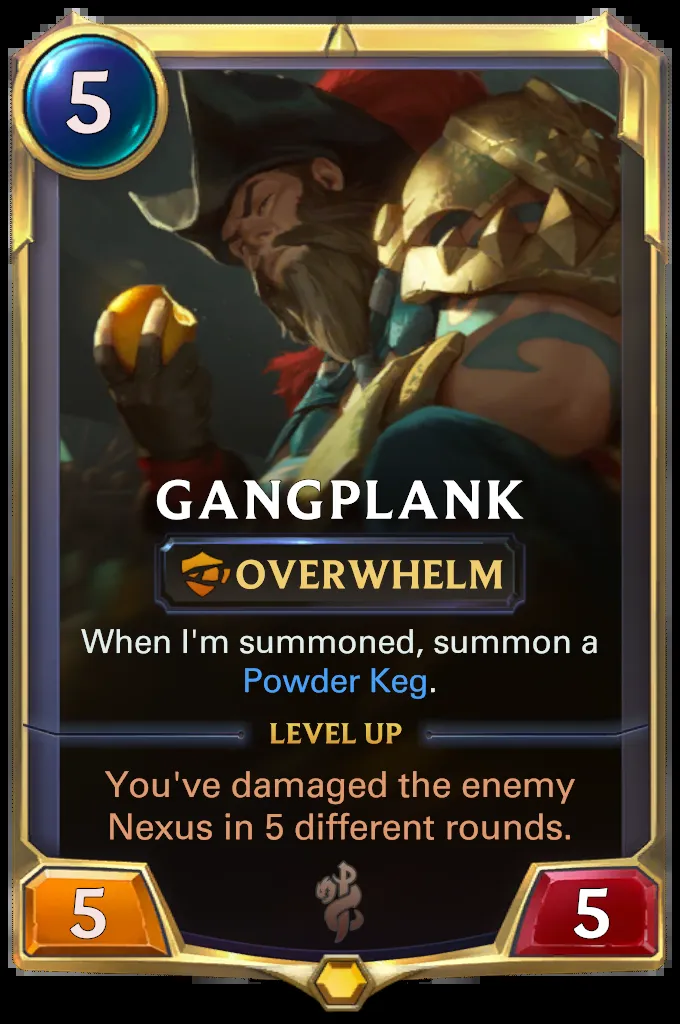 5
GANGPLANK
OVERWHELM
When I'm summoned, summon a
Powder Keg.
LEVEL UP
You've damaged the enemy
Nexus in 5 different rounds.
5
5